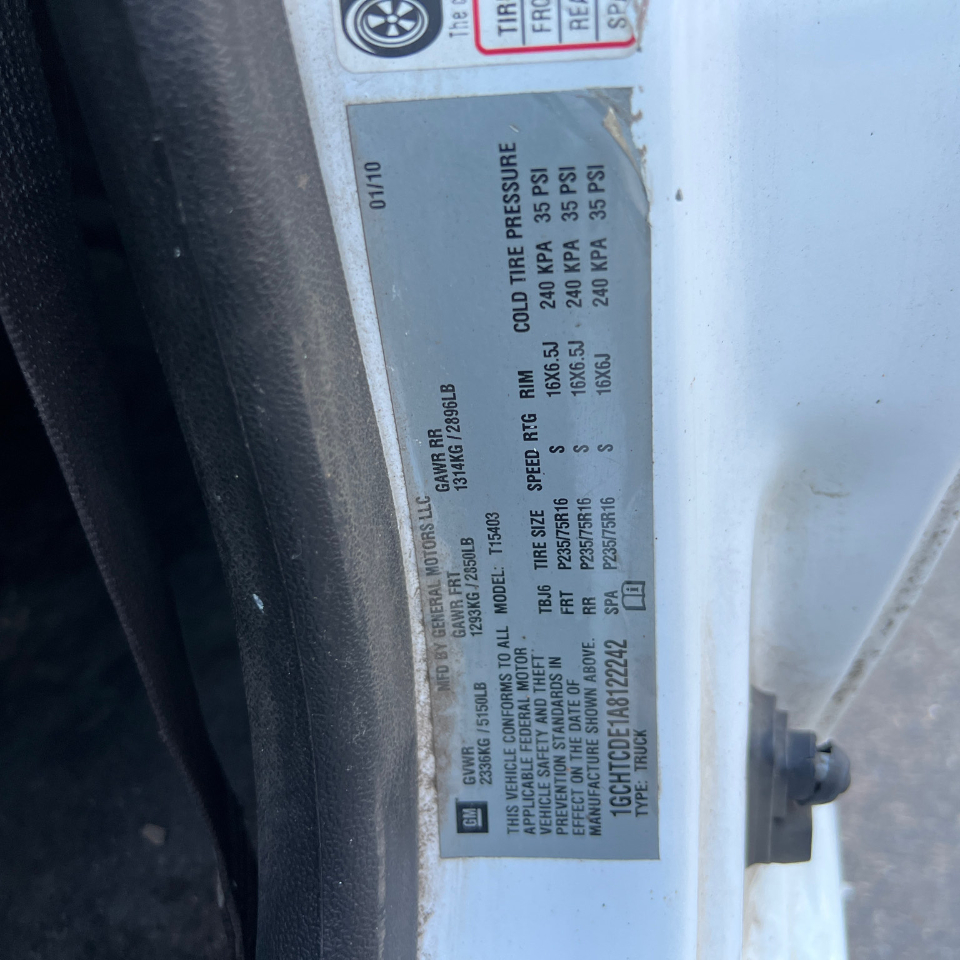 The
TIRE
FRO
REA
SPA
01/10
MFD BY GENERAL MOTORS LLC
GM
GVWR GAWR FRT GAWR RR
2336KG / 5150LB 1293KG / 2850LB 1314KG / 2896LB
THIS VEHICLE CONFORMS TO ALL MODEL: T15403
APPLICABLE FEDERAL MOTOR
VEHICLE SAFETY AND THEFT
PREVENTION STANDARDS IN
EFFECT ON THE DATE OF
MANUFACTURE SHOWN ABOVE.
TBJ6 TIRE SIZE SPEED RTG RIM COLD TIRE PRESSURE
FRT P235/75R16 S 16X6.5J 240 KPA 35 PSI
RR P235/75R16 S 16X6.5J 240 KPA 35 PSI
SPA P235/75R16 S 16X6J 240 KPA 35 PSI
1GCHTCDE1A8122242
TYPE: TRUCK